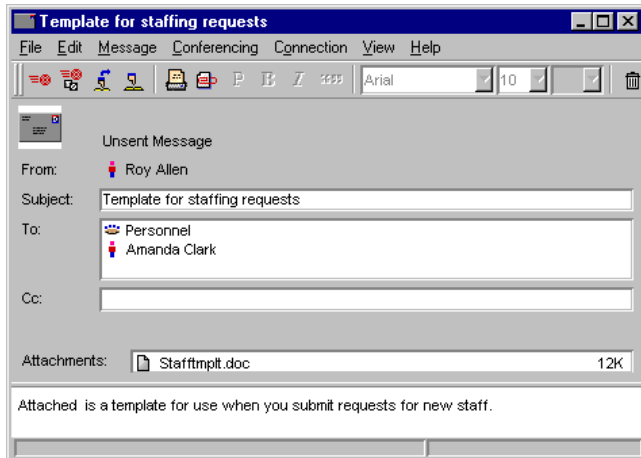 Template for staffing requests
File Edit Message Conferencing Connection View Help
P B I Arial 10
Unsent Message
From: Roy Allen
Subject: Template for staffing requests
To: Personnel
Amanda Clark
Cc:
Attachments: Stafftmplt.doc 12K
Attached is a template for use when you submit requests for new staff.